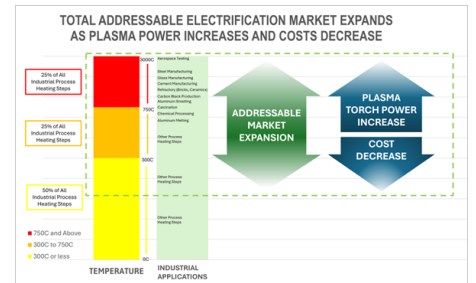 TOTAL ADDRESSABLE ELECTRIFICATION MARKET EXPANDS
AS PLASMA POWER INCREASES AND COSTS DECREASE
25% of All
Industrial Process
Heating Steps
25% of All
Industrial Process
Heating Steps
50% of All
Industrial Process
Heating Steps
750C and Above
300C to 750C
300C or less
3000C
750C
300C
0C
Aerospace Testing
Steel Manufacturing
Glass Manufacturing
Cement Manufacturing
Refractory (Bricks, Ceramics)
Carbon Black Production
Aluminum Smelting
Calcination
Chemical Processing
Aluminum Melting
Other Process
Heating Steps
Other Process
Heating Steps
Other Process
Heating Steps
TEMPERATURE
INDUSTRIAL
APPLICATIONS
ADDRESSABLE
MARKET
EXPANSION
PLASMA
TORCH POWER
INCREASE
COST
DECREASE